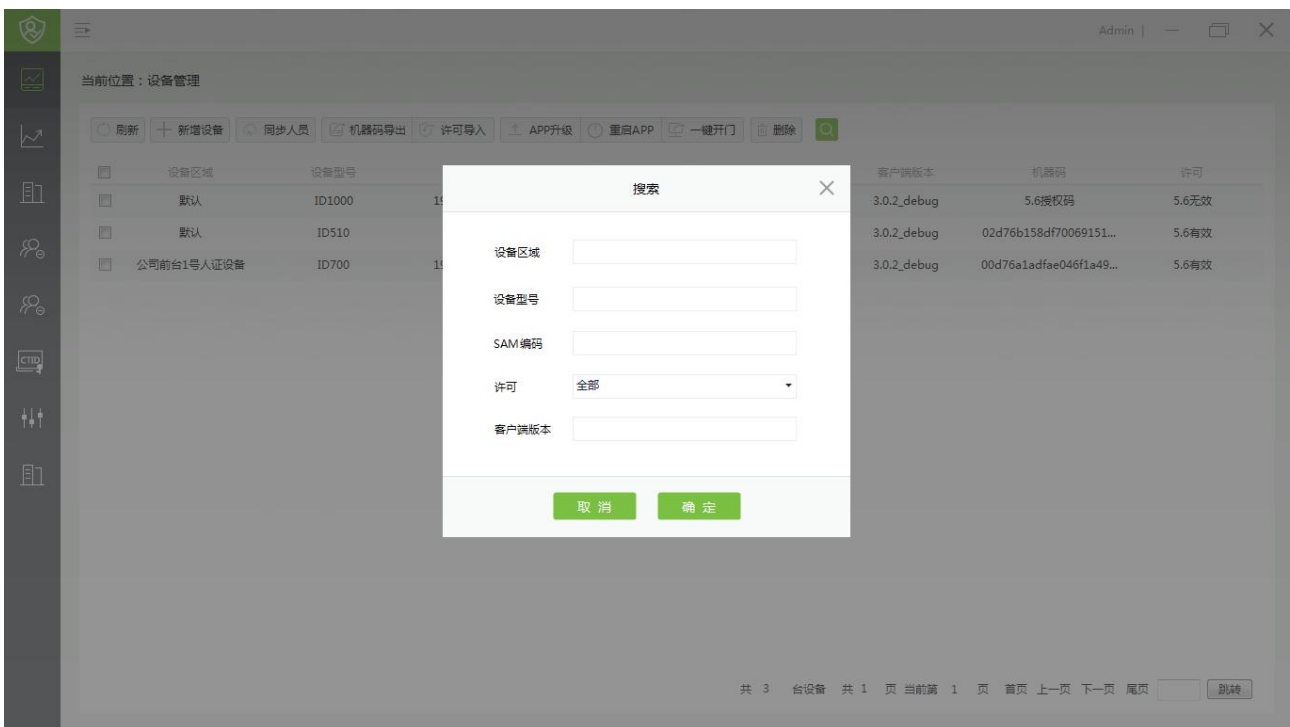 Admin |
当前位置：设备管理
刷新 新增设备 同步人员 机器码导出 许可导入 APP升级 重启APP 一键开门 删除
设备区域 设备型号 客户端版本 机器码 许可
默认 ID1000 19 3.0.2_debug 5.6授权码 5.6无效
默认 ID510 3.0.2_debug 02d76b158df70069151... 5.6有效
公司前台1号人证设备 ID700 19 3.0.2_debug 00d76a1adfae046f1a49... 5.6有效
搜索
设备区域
设备型号
SAM编码
许可 全部
客户端版本
取 消 确 定
CTID
共 3 台设备 共 1 页 当前第 1 页 首页 上一页 下一页 尾页 跳转